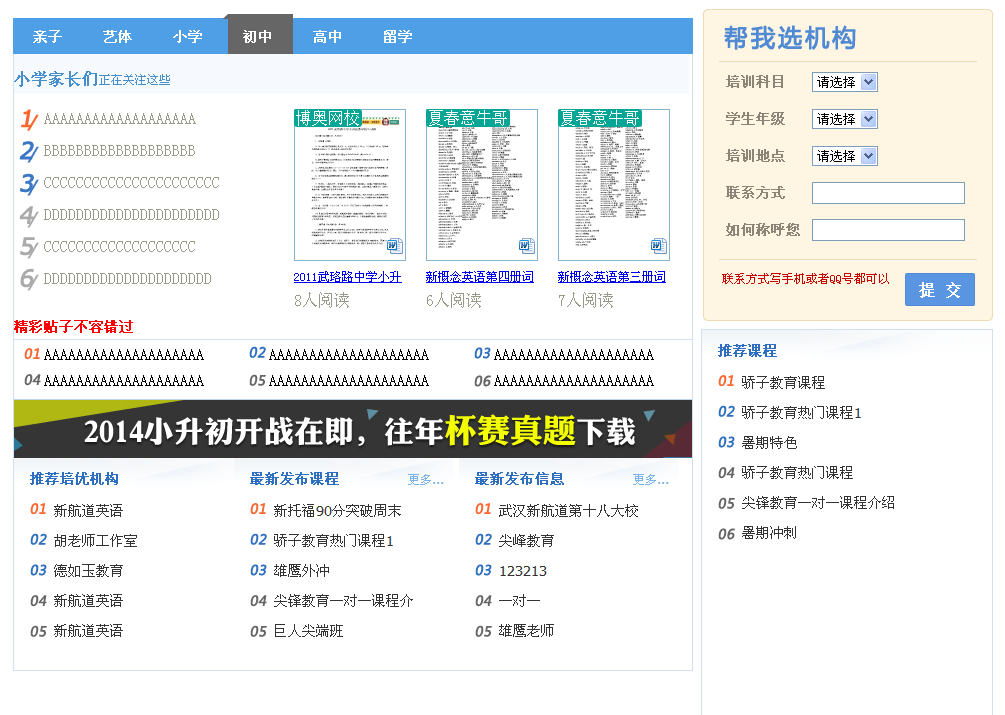 亲子 艺体 小学 初中 高中 留学
小学家长们正在关注这些
1 AAAAAAAAAAAAAAAAAAA
2 BBBBBBBBBBBBBBBBBBB
3 CCCCCCCCCCCCCCCCCCCCCC
4 DDDDDDDDDDDDDDDDDDDDDD
5 CCCCCCCCCCCCCCCCCCC
6 DDDDDDDDDDDDDDDDDDDDD
博奥网校 夏春意牛哥 夏春意牛哥
2011武珞路中学小升 新概念英语第四册词 新概念英语第三册词
8人阅读 6人阅读 7人阅读
精彩贴子不容错过
01 AAAAAAAAAAAAAAAAAAAA 02 AAAAAAAAAAAAAAAAAAAA 03 AAAAAAAAAAAAAAAAAAAA
04 AAAAAAAAAAAAAAAAAAAA 05 AAAAAAAAAAAAAAAAAAAA 06 AAAAAAAAAAAAAAAAAAAA
2014小升初开战在即，往年杯赛真题下载
推荐培优机构
01 新航道英语
02 胡老师工作室
03 德如玉教育
04 新航道英语
05 新航道英语
最新发布课程 更多...
01 新托福90分突破周末
02 骄子教育热门课程1
03 雄鹰外冲
04 尖锋教育一对一课程介
05 巨人尖端班
最新发布信息 更多...
01 武汉新航道第十八大校
02 尖峰教育
03 123213
04 一对一
05 雄鹰老师
帮我选机构
培训科目 请选择
学生年级 请选择
培训地点 请选择
联系方式
如何称呼您
联系方式写手机或者QQ号都可以 提 交
推荐课程
01 骄子教育课程
02 骄子教育热门课程1
03 暑期特色
04 骄子教育热门课程
05 尖锋教育一对一课程介绍
06 暑期冲刺